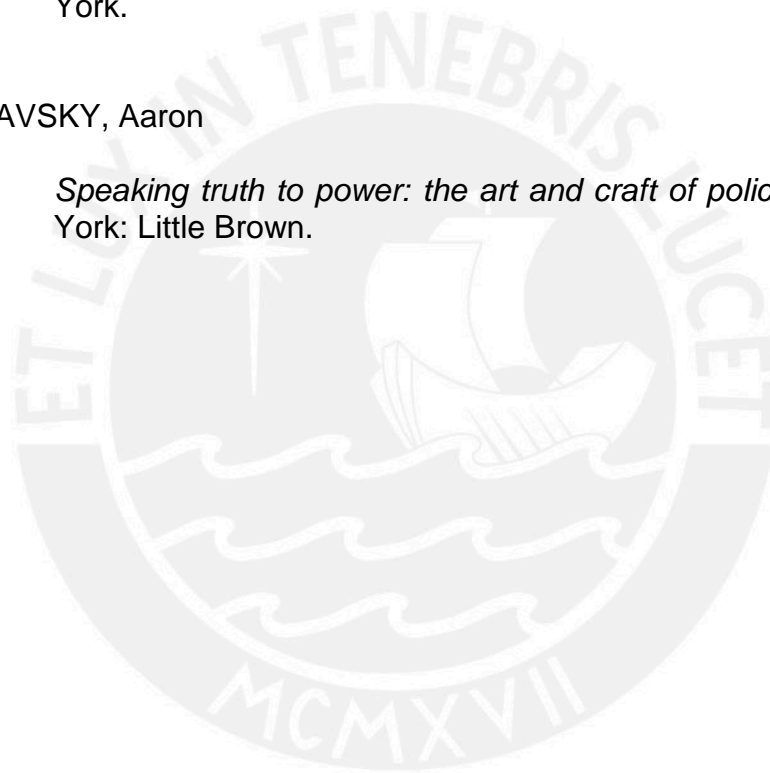 York.
AVSKY, Aaron
Speaking truth to power: the art and craft of polic
York: Little Brown.
ET LUX IN TENEBRIS LUCET
MCMXVII